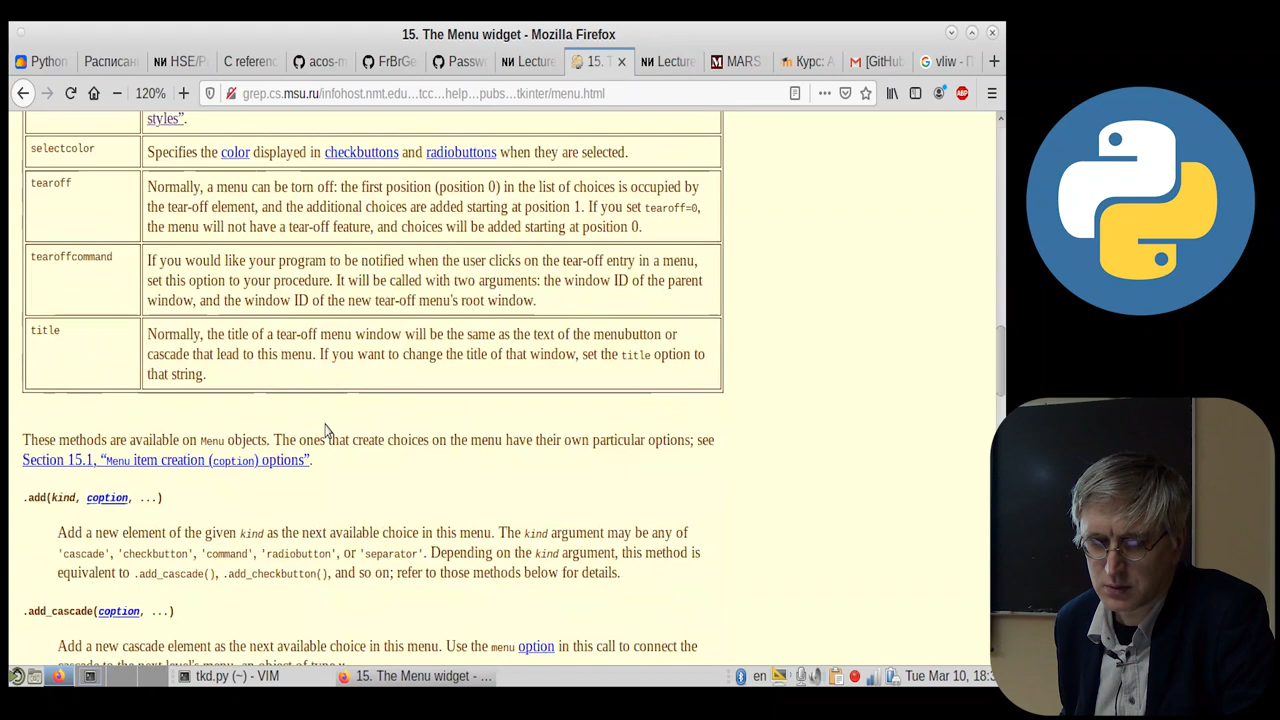 15. The Menu widget - Mozilla Firefox
Python
Расписан
ИИ HSE/P
C referenc
acos-m
FrBrGe
Passw
ИИ Lecture
15. T
ИИ Lecture
MARS
Курс: А
[GitHub
vliw - П
120%
grep.cs.msu.ru/infohost.nmt.edu...tcc...help...pubs...tkinter/menu.html
styles”.
selectcolor
Specifies the color displayed in checkbuttons and radiobuttons when they are selected.
tearoff
Normally, a menu can be torn off: the first position (position 0) in the list of choices is occupied by
the tear-off element, and the additional choices are added starting at position 1. If you set tearoff=0,
the menu will not have a tear-off feature, and choices will be added starting at position 0.
tearoffcommand
If you would like your program to be notified when the user clicks on the tear-off entry in a menu,
set this option to your procedure. It will be called with two arguments: the window ID of the parent
window, and the window ID of the new tear-off menu's root window.
title
Normally, the title of a tear-off menu window will be the same as the text of the menubutton or
cascade that lead to this menu. If you want to change the title of that window, set the title option to
that string.
These methods are available on Menu objects. The ones that create choices on the menu have their own particular options; see
Section 15.1, “Menu item creation (coption) options”.
.add(kind, coption, ...)
Add a new element of the given kind as the next available choice in this menu. The kind argument may be any of
'cascade', 'checkbutton', 'command', 'radiobutton', or 'separator'. Depending on the kind argument, this method is
equivalent to .add_cascade(), .add_checkbutton(), and so on; refer to those methods below for details.
.add_cascade(coption, ...)
Add a new cascade element as the next available choice in this menu. Use the menu option in this call to connect the
cascade to the next level's menu, an object of type
tkd.py (~) - VIM
15. The Menu widget - ...
en
Tue Mar 10, 18:3